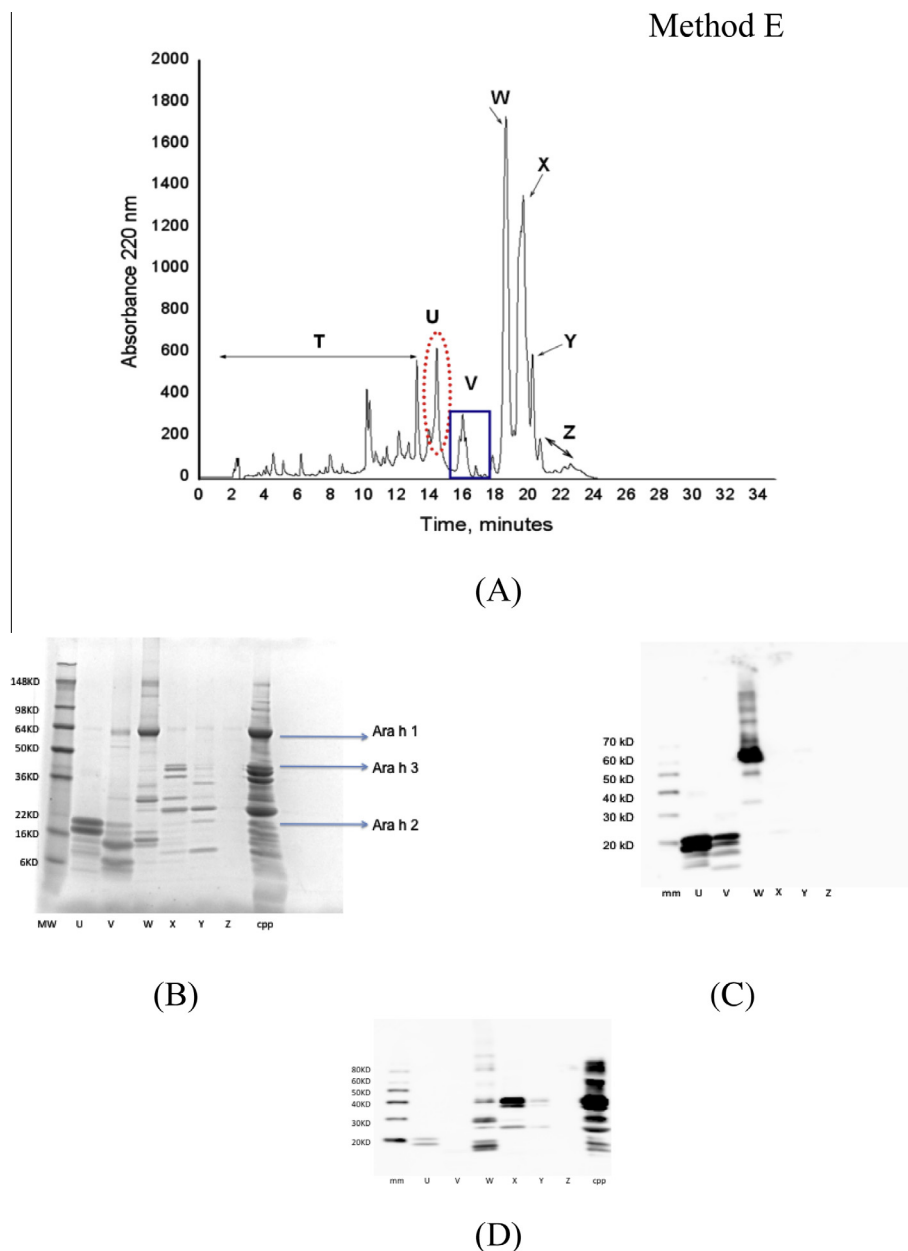 Method E
2000
1800
1600
1400
1200
1000
800
600
400
200
0
Absorbance 220 nm
T
U
V
W
X
Y
Z
0 2 4 6 8 10 12 14 16 18 20 22 24 26 28 30 32 34
Time, minutes
(A)
148KD
98KD
64KD
50KD
36KD
22KD
16KD
6KD
Ara h 1
Ara h 3
Ara h 2
MW U V W X Y Z cpp
(B)
70 kD
60 kD
50 kD
40 kD
30 kD
20 kD
mm U V W X Y Z
(C)
80KD
60KD
50KD
40KD
30KD
20KD
mm U V W X Y Z cpp
(D)